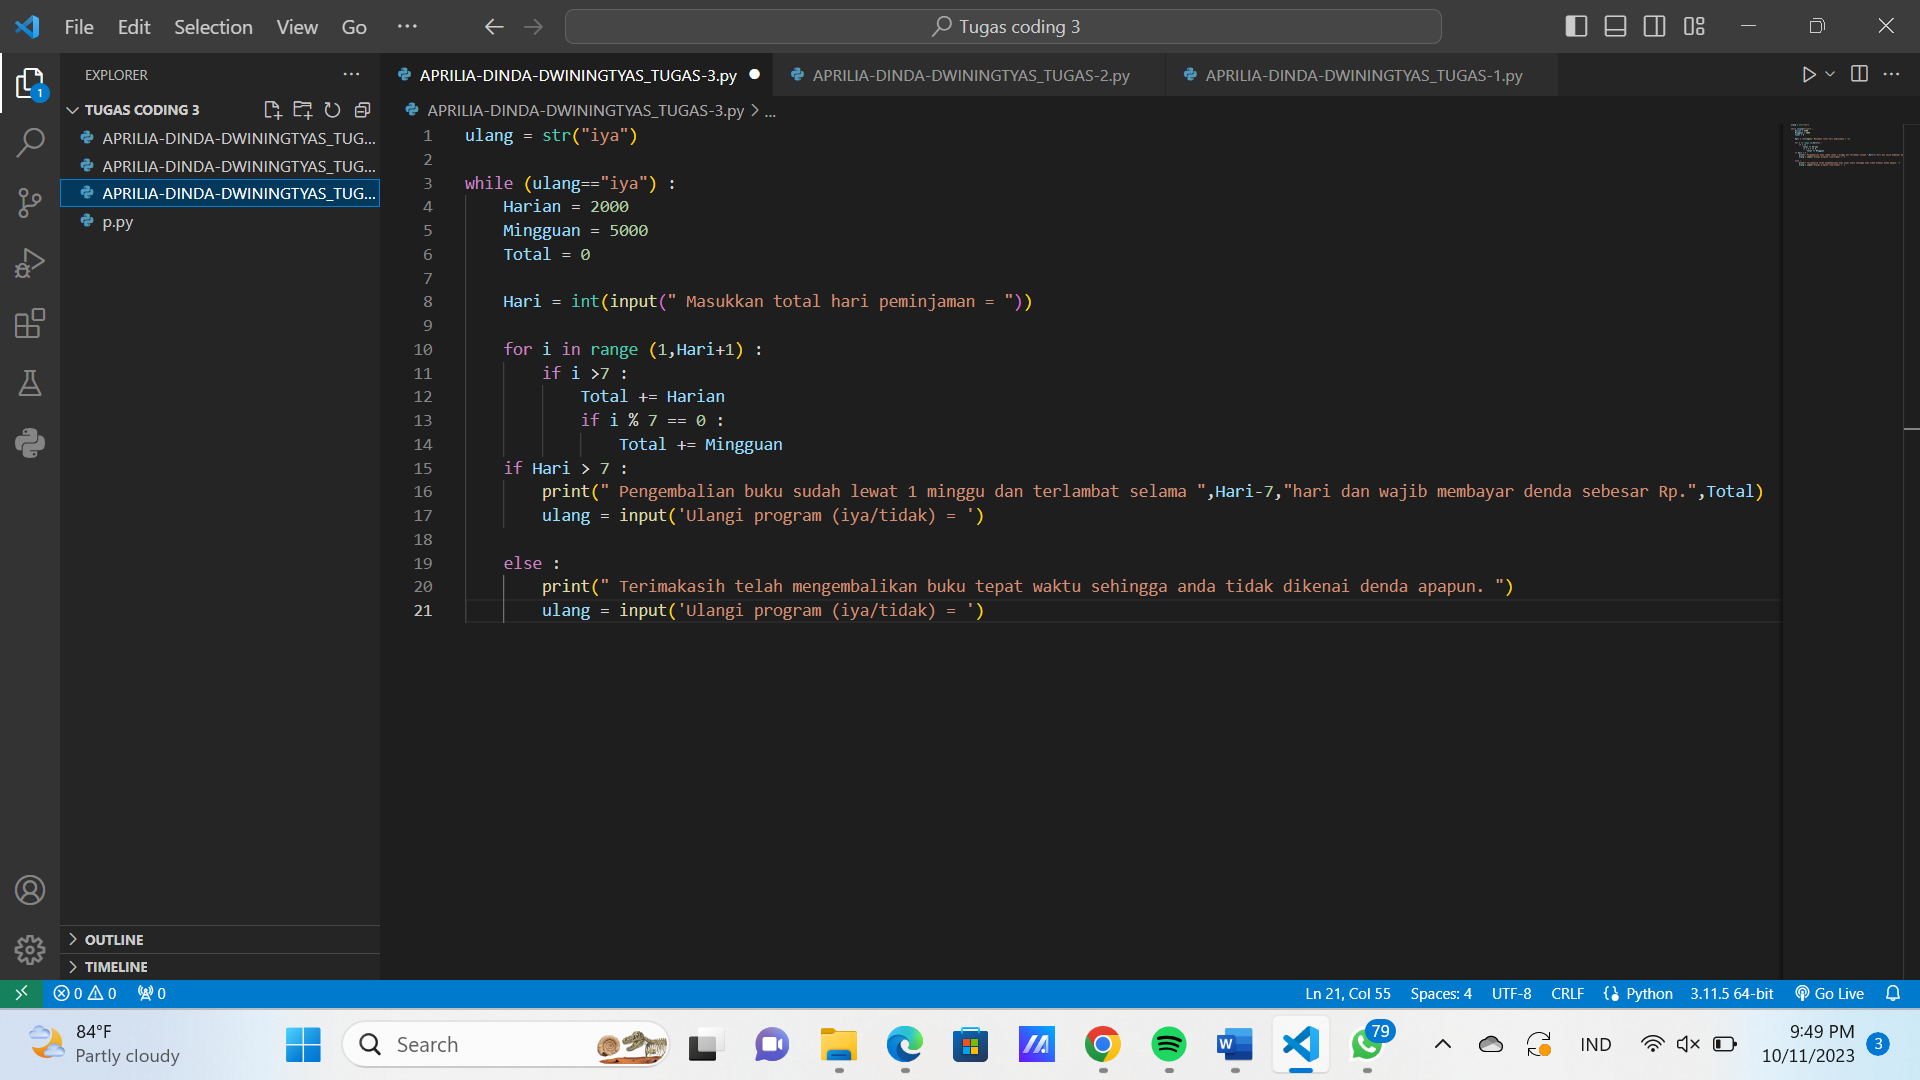 File Edit Selection View Go ... Tugas coding 3
EXPLORER ...
TUGAS CODING 3
APRILIA-DINDA-DWININGTYAS_TUG...
APRILIA-DINDA-DWININGTYAS_TUG...
APRILIA-DINDA-DWININGTYAS_TUG...
p.py
OUTLINE
TIMELINE
APRILIA-DINDA-DWININGTYAS_TUGAS-3.py APRILIA-DINDA-DWININGTYAS_TUGAS-2.py APRILIA-DINDA-DWININGTYAS_TUGAS-1.py
APRILIA-DINDA-DWININGTYAS_TUGAS-3.py > ...
1 ulang = str("iya")
2
3 while (ulang=="iya") :
4     Harian = 2000
5     Mingguan = 5000
6     Total = 0
7
8     Hari = int(input(" Masukkan total hari peminjaman = "))
9
10     for i in range (1,Hari+1) :
11         if i >7 :
12             Total += Harian
13             if i % 7 == 0 :
14                 Total += Mingguan
15     if Hari > 7 :
16         print(" Pengembalian buku sudah lewat 1 minggu dan terlambat selama ",Hari-7,"hari dan wajib membayar denda sebesar Rp.",Total)
17         ulang = input('Ulangi program (iya/tidak) = ')
18
19     else :
20         print(" Terimakasih telah mengembalikan buku tepat waktu sehingga anda tidak dikenai denda apapun. ")
21         ulang = input('Ulangi program (iya/tidak) = ')
0 0 0 Ln 21, Col 55 Spaces: 4 UTF-8 CRLF Python 3.11.5 64-bit Go Live
84°F
Partly cloudy
Search
79
IND
9:49 PM
10/11/2023
3
1